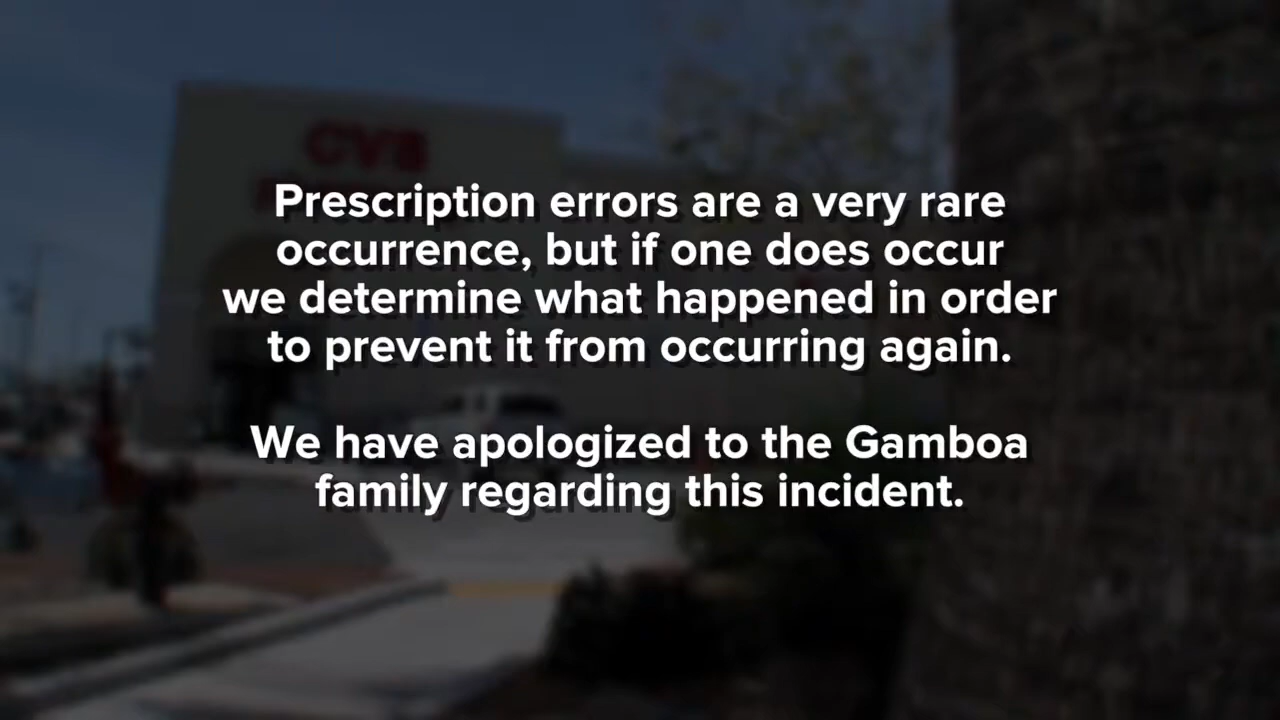 CVS
Prescription errors are a very rare
occurrence, but if one does occur
we determine what happened in order
to prevent it from occurring again.
We have apologized to the Gamboa
family regarding this incident.